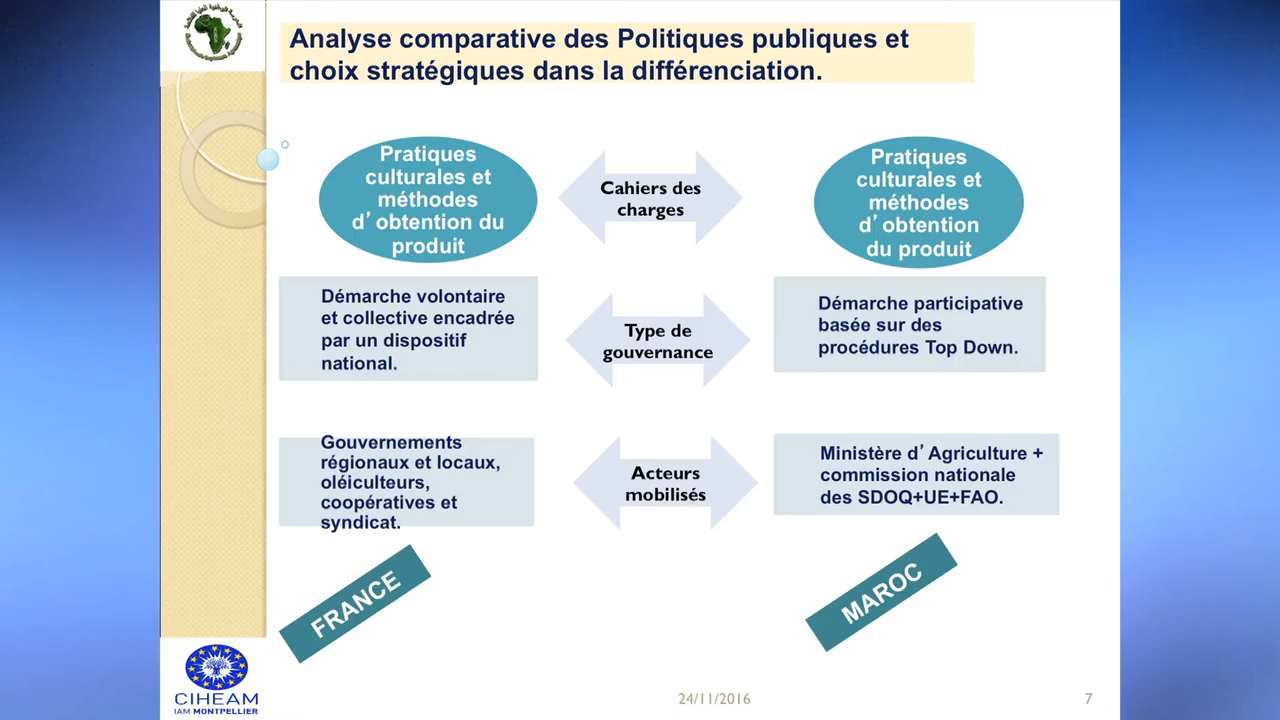 Analyse comparative des Politiques publiques et
choix stratégiques dans la différenciation.
Pratiques
culturales et
méthodes
d’obtention du
produit
Cahiers des
charges
Pratiques
culturales et
méthodes
d’obtention
du produit
Démarche volontaire
et collective encadrée
par un dispositif
national.
Type de
gouvernance
Démarche participative
basée sur des
procédures Top Down.
Gouvernements
régionaux et locaux,
oléiculteurs,
coopératives et
syndicat.
Acteurs
mobilisés
Ministère d’Agriculture +
commission nationale
des SDOQ+UE+FAO.
FRANCE
MAROC
CIHEAM
IAM MONTPELLIER
24/11/2016
7